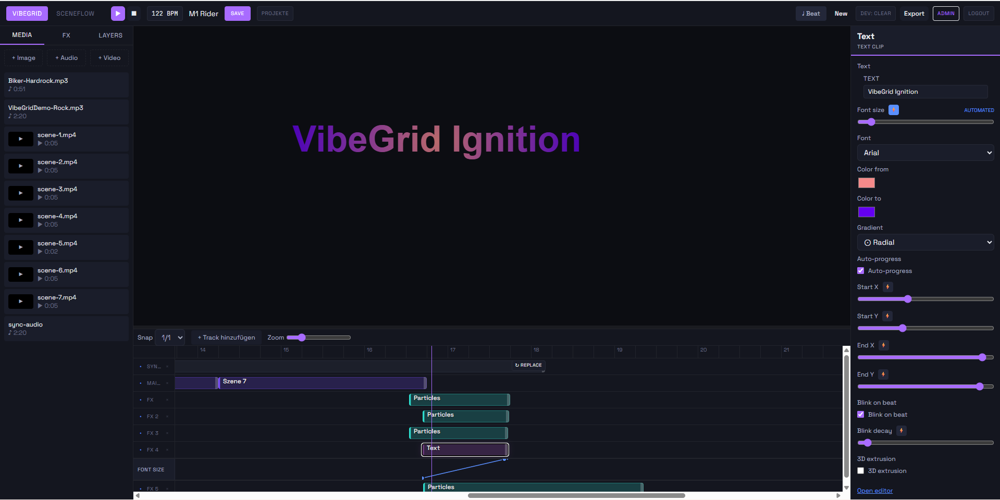 VIBEGRID SCENEFLOW 122 BPM M1 Rider SAVE PROJEKTE ♩ Beat New DEV: CLEAR Export ADMIN LOGOUT
MEDIA FX LAYERS
+ Image + Audio + Video
Biker-Hardrock.mp3
♪ 0:51
VibeGridDemo-Rock.mp3
♪ 2:20
scene-1.mp4
▶ 0:05
scene-2.mp4
▶ 0:05
scene-3.mp4
▶ 0:05
scene-4.mp4
▶ 0:05
scene-5.mp4
▶ 0:02
scene-6.mp4
▶ 0:05
scene-7.mp4
▶ 0:05
sync-audio
♪ 2:20
VibeGrid Ignition
Snap 1/1 + Track hinzufügen Zoom
14 15 16 17 18 19 20 21
SYN... × ↻ REPLACE
MAI... × Szene 7
FX × Particles
FX 2 × Particles
FX 3 × Particles
FX 4 × Text
FONT SIZE
FX 5 × Particles
Text
TEXT CLIP
Text
TEXT
VibeGrid Ignition
Font size AUTOMATED
Font
Arial
Color from
Color to
Gradient
Radial
Auto-progress
Auto-progress
Start X
Start Y
End X
End Y
Blink on beat
Blink on beat
Blink decay
3D extrusion
3D extrusion
Open editor